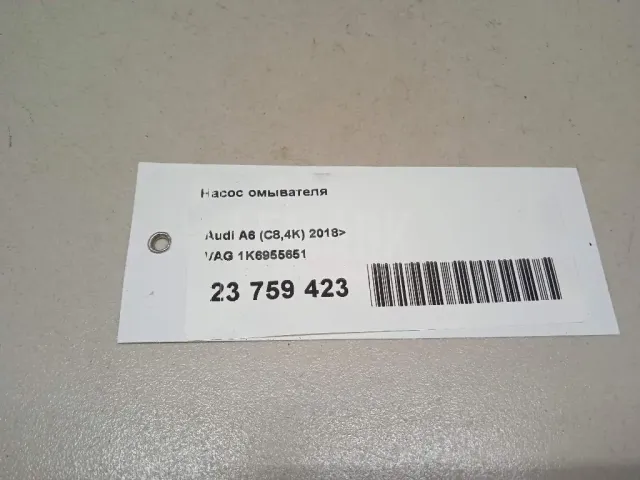 Насос омывателя
Audi A6 (C8,4K) 2018>
VAG 1K6955651
23 759 423